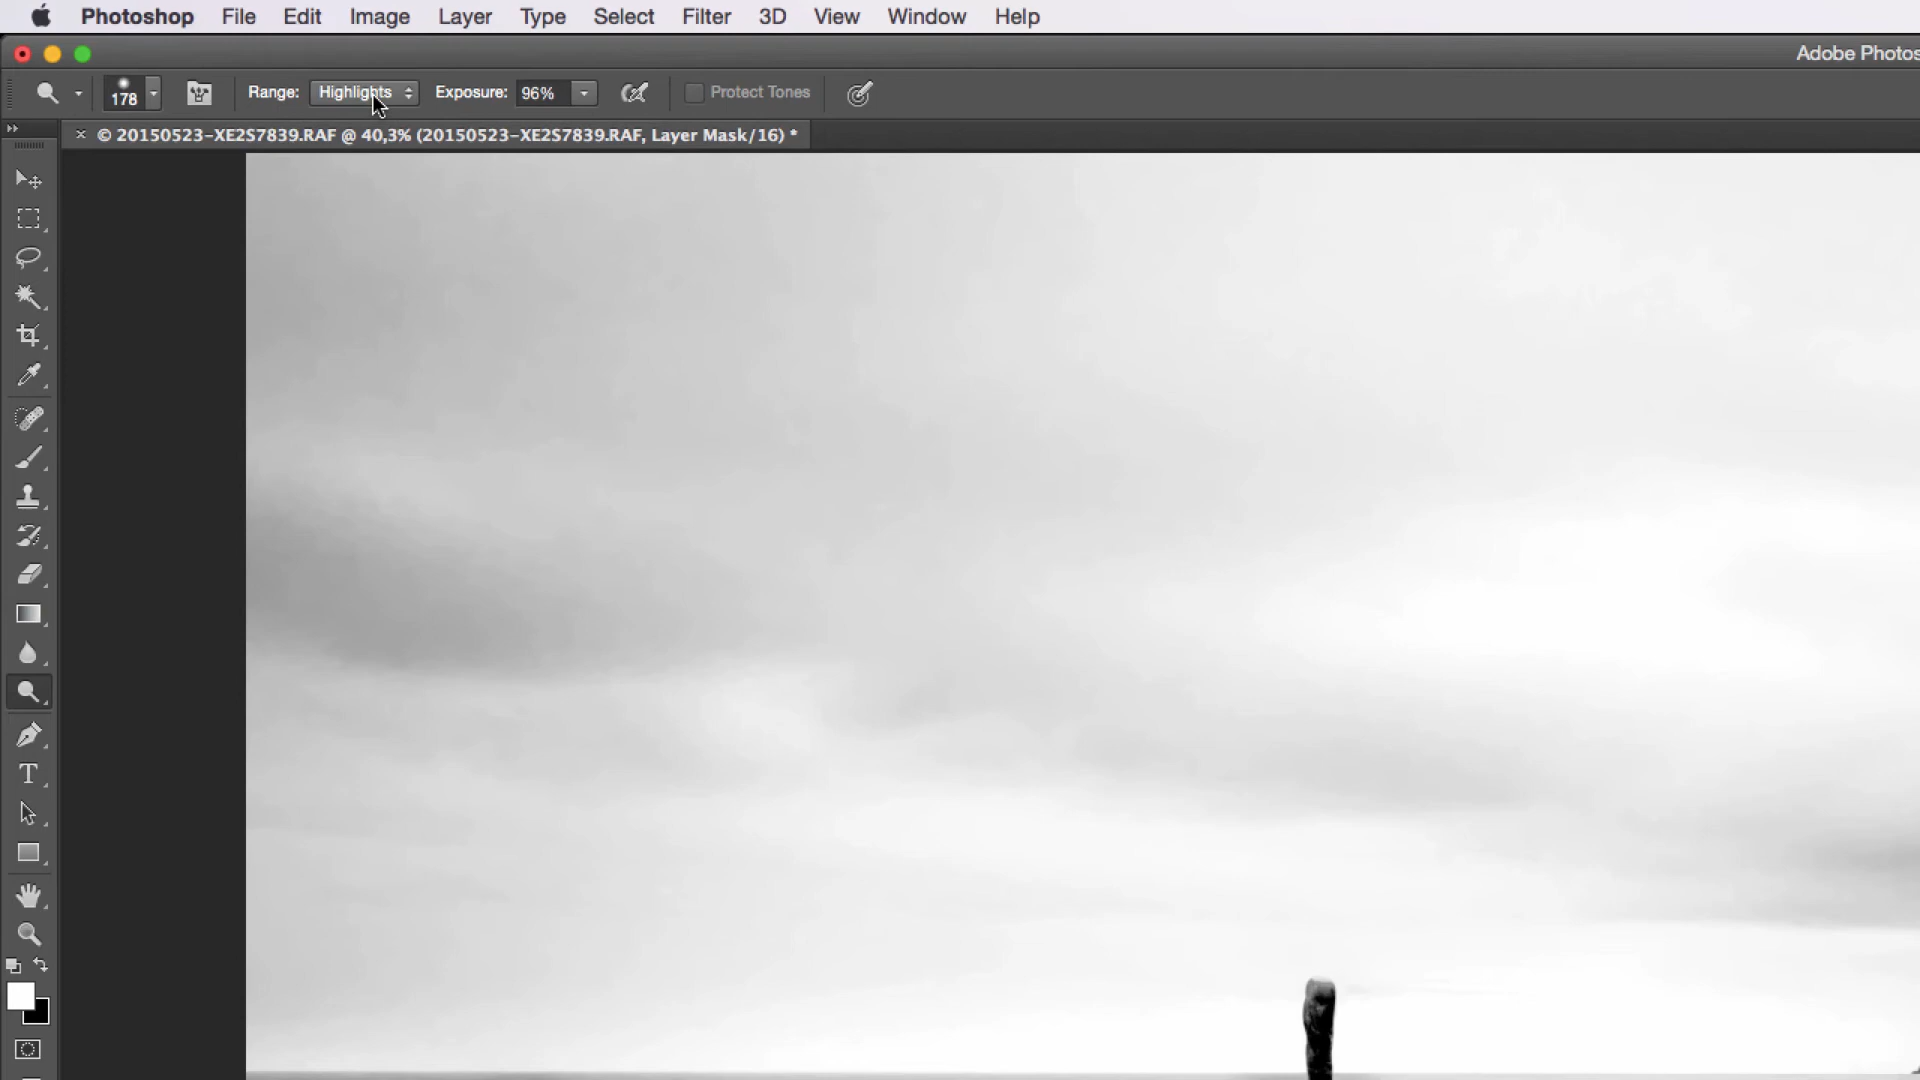 Photoshop File Edit Image Layer Type Select Filter 3D View Window Help
Adobe Photos
178 Range: Highlights Exposure: 96% Protect Tones
× © 20150523-XE2S7839.RAF @ 40,3% (20150523-XE2S7839.RAF, Layer Mask/16) *
T